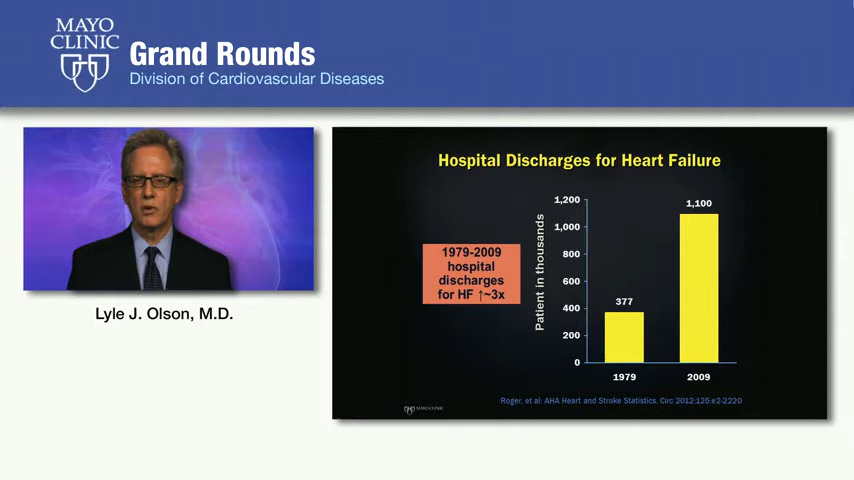 MAYO
CLINIC
Grand Rounds
Division of Cardiovascular Diseases
Lyle J. Olson, M.D.
Hospital Discharges for Heart Failure
1979-2009
hospital
discharges
for HF ↑~3x
Patient in thousands
1,200
1,000
800
600
400
200
0
377
1,100
1979
2009
Roger, et al: AHA Heart and Stroke Statistics. Circ 2012;125:e2-2220
MAYO CLINIC